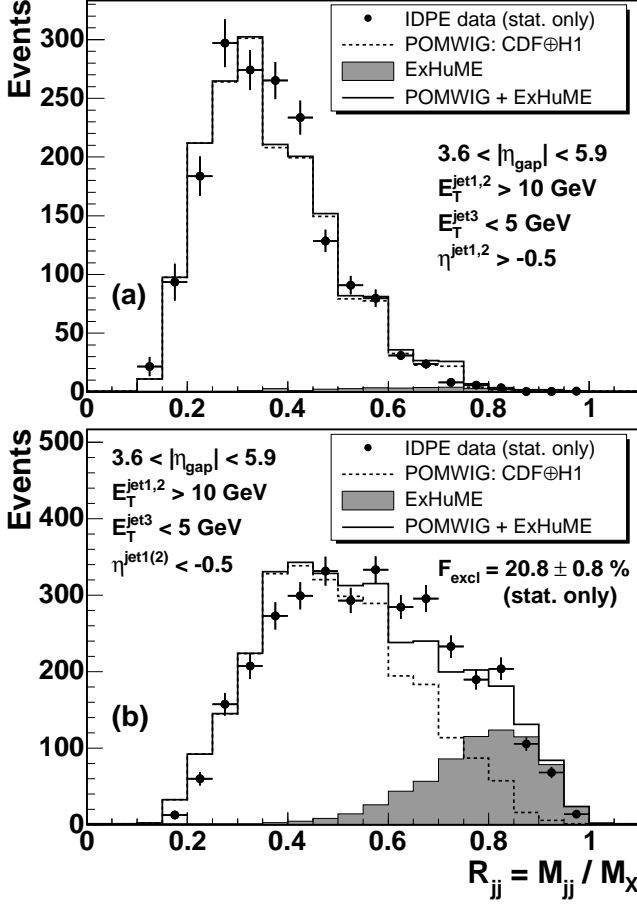 Events
300
250
200
150
100
50
0
IDPE data (stat. only)
POMWIG: CDF⊕H1
ExHuME
POMWIG + ExHuME
3.6 < |η_gap| < 5.9
E_T^jet1,2 > 10 GeV
E_T^jet3 < 5 GeV
η^jet1,2 > -0.5
(a)
0 0.2 0.4 0.6 0.8 1
Events
500
400
300
200
100
0
3.6 < |η_gap| < 5.9
E_T^jet1,2 > 10 GeV
E_T^jet3 < 5 GeV
η^jet1(2) < -0.5
IDPE data (stat. only)
POMWIG: CDF⊕H1
ExHuME
POMWIG + ExHuME
F_excl = 20.8 ± 0.8 %
(stat. only)
(b)
0 0.2 0.4 0.6 0.8 1
R_jj = M_jj / M_X